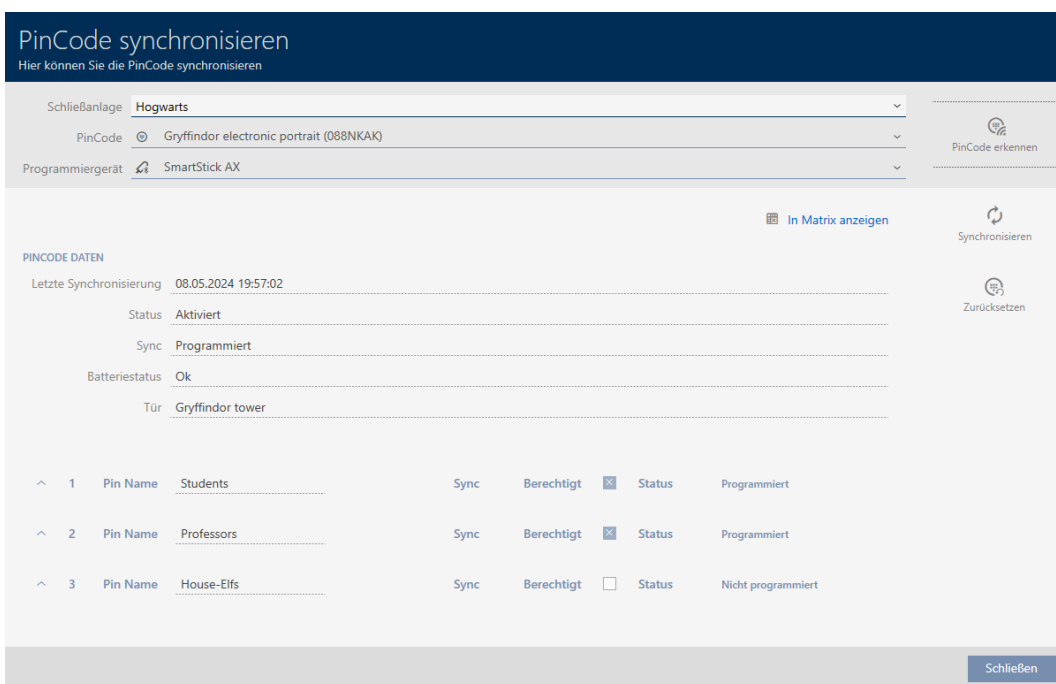 PinCode synchronisieren
Hier können Sie die PinCode synchronisieren
Schließanlage Hogwarts
PinCode Gryffindor electronic portrait (088NKAK)
PinCode erkennen
Programmiergerät SmartStick AX
In Matrix anzeigen
Synchronisieren
PINCODE DATEN
Letzte Synchronisierung 08.05.2024 19:57:02
Zurücksetzen
Status Aktiviert
Sync Programmiert
Batteriestatus Ok
Tür Gryffindor tower
1 Pin Name Students Sync Berechtigt Status Programmiert
2 Pin Name Professors Sync Berechtigt Status Programmiert
3 Pin Name House-Elfs Sync Berechtigt Status Nicht programmiert
Schließen